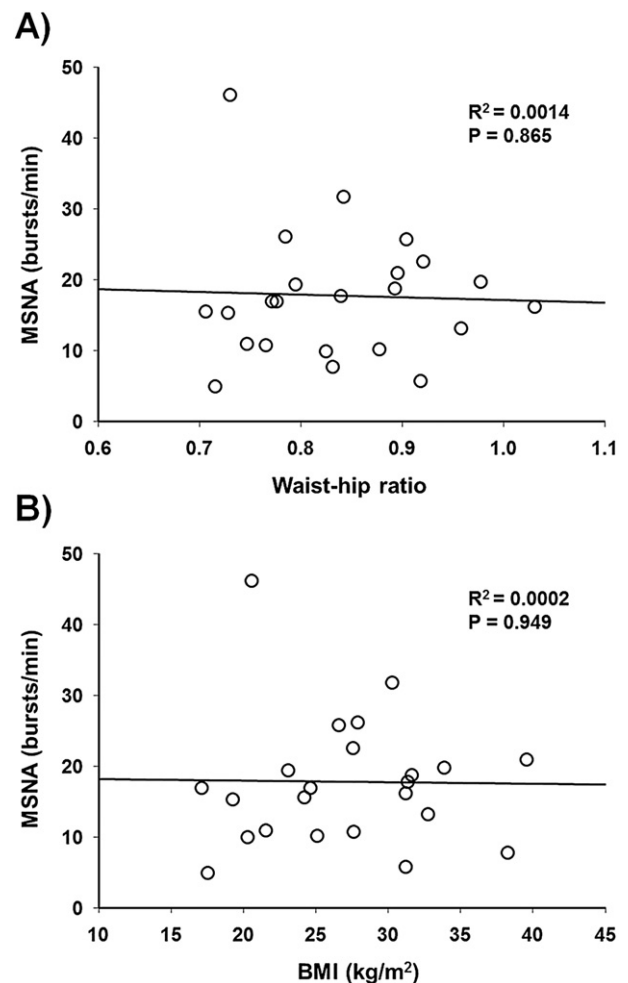 A)
50
40
30
20
10
0
MSNA (bursts/min)
R² = 0.0014
P = 0.865
0.6 0.7 0.8 0.9 1.0 1.1
Waist-hip ratio
B)
50
40
30
20
10
0
MSNA (bursts/min)
R² = 0.0002
P = 0.949
10 15 20 25 30 35 40 45
BMI (kg/m²)